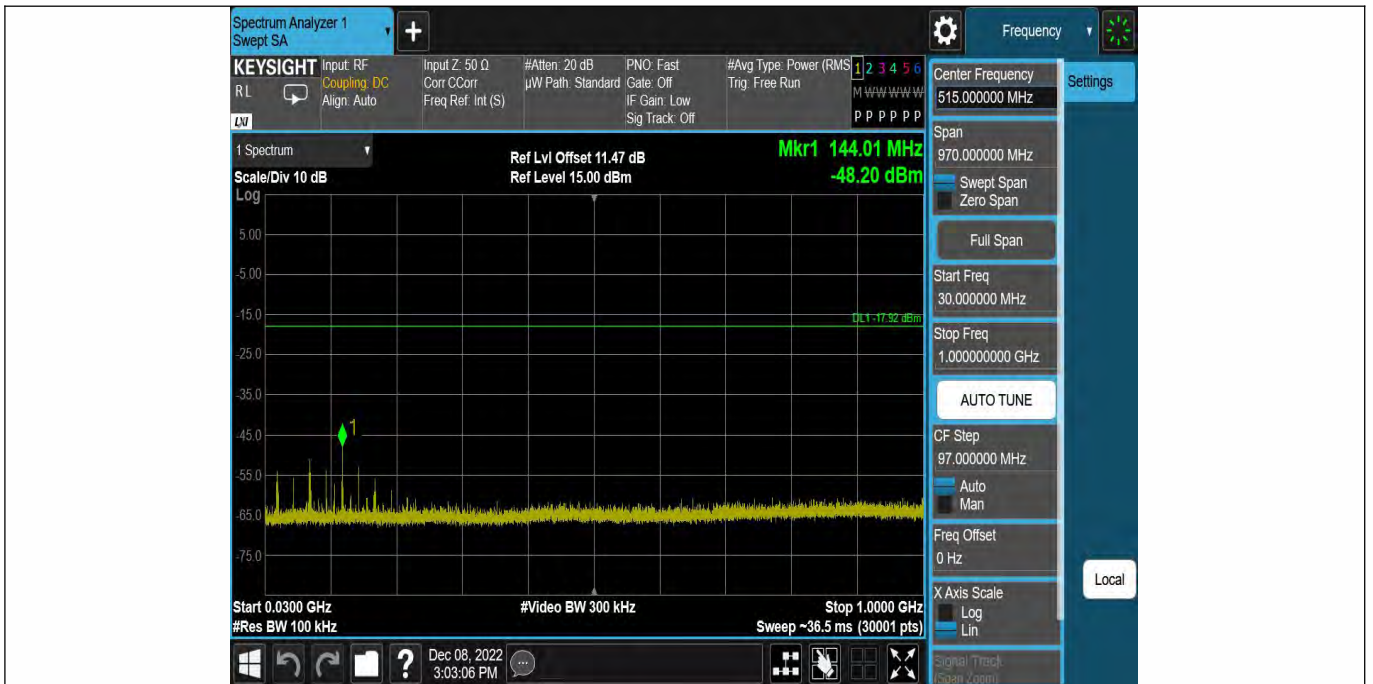 Spectrum Analyzer 1
Swept SA
Frequency
KEYSIGHT
RL
LXI
Input: RF
Coupling: DC
Align: Auto
Input Z: 50 Ω
Corr CCorr
Freq Ref: Int (S)
#Atten: 20 dB
µW Path: Standard
PNO: Fast
Gate: Off
IF Gain: Low
Sig Track: Off
#Avg Type: Power (RMS
Trig: Free Run
1 2 3 4 5 6
M W W W W W
P P P P P P
1 Spectrum
Scale/Div 10 dB
Ref Lvl Offset 11.47 dB
Ref Level 15.00 dBm
Mkr1 144.01 MHz
-48.20 dBm
Log
5.00
-5.00
-15.0
-25.0
-35.0
-45.0
-55.0
-65.0
-75.0
DL1 -17.92 dBm
1
Start 0.0300 GHz
#Res BW 100 kHz
#Video BW 300 kHz
Stop 1.0000 GHz
Sweep ~36.5 ms (30001 pts)
Center Frequency
515.000000 MHz
Settings
Span
970.000000 MHz
Swept Span
Zero Span
Full Span
Start Freq
30.000000 MHz
Stop Freq
1.000000000 GHz
AUTO TUNE
CF Step
97.000000 MHz
Auto
Man
Freq Offset
0 Hz
X Axis Scale
Log
Lin
Signal Track
(Span Zoom)
Local
?
Dec 08, 2022
3:03:06 PM